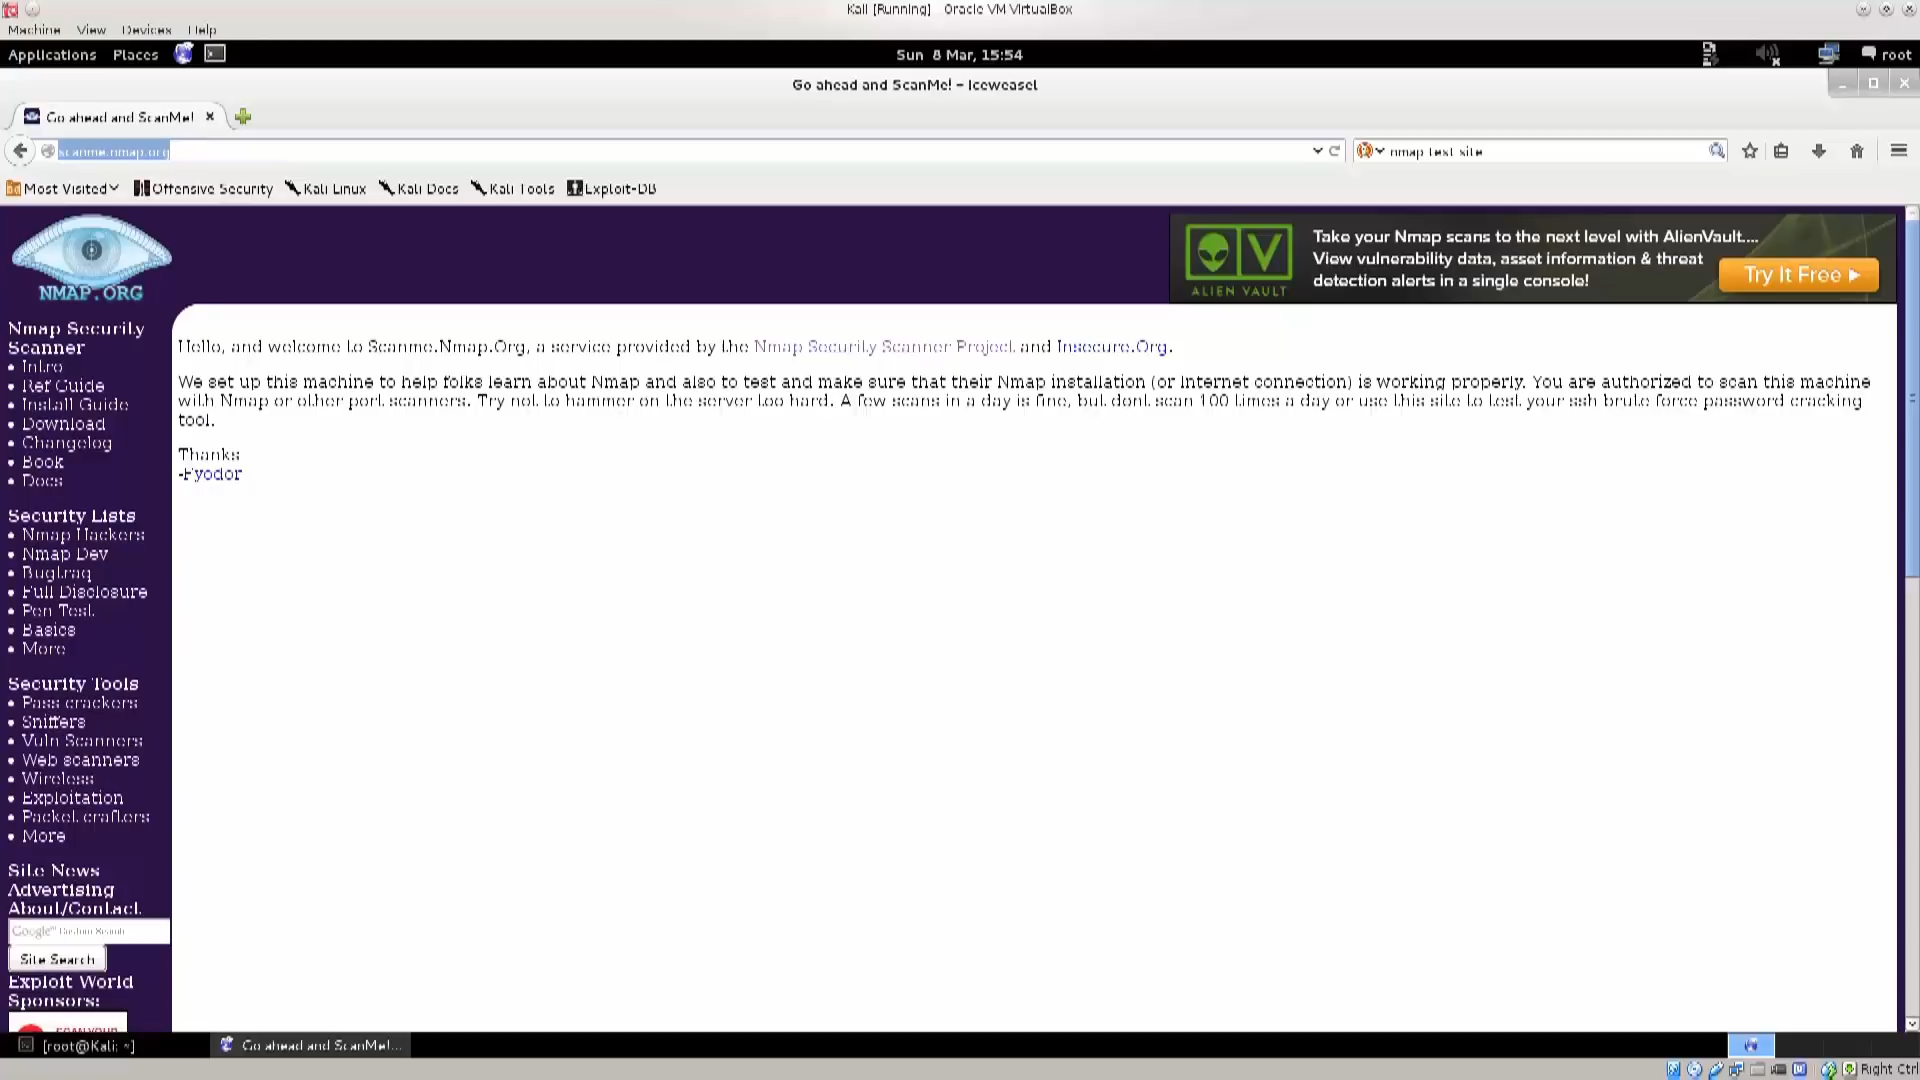 Kali [Running] - Oracle VM VirtualBox
Machine View Devices Help
Applications Places Sun 8 Mar, 15:54 root
Go ahead and ScanMe! - Iceweasel
Go ahead and ScanMe!
scanme.nmap.org
nmap test site
Most Visited Offensive Security Kali Linux Kali Docs Kali Tools Exploit-DB
NMAP.ORG
ALIEN VAULT
Take your Nmap scans to the next level with AlienVault....
View vulnerability data, asset information & threat
detection alerts in a single console!
Try It Free
Nmap Security
Scanner
• Intro
• Ref Guide
• Install Guide
• Download
• Changelog
• Book
• Docs
Security Lists
• Nmap Hackers
• Nmap Dev
• Bugtraq
• Full Disclosure
• Pen Test
• Basics
• More
Security Tools
• Pass crackers
• Sniffers
• Vuln Scanners
• Web scanners
• Wireless
• Exploitation
• Packet crafters
• More
Site News
Advertising
About/Contact
Google™ Custom Search
Site Search
Exploit World
Sponsors:
SCAN YOUR
Hello, and welcome to Scanme.Nmap.Org, a service provided by the Nmap Security Scanner Project and Insecure.Org.
We set up this machine to help folks learn about Nmap and also to test and make sure that their Nmap installation (or Internet connection) is working properly. You are authorized to scan this machine
with Nmap or other port scanners. Try not to hammer on the server too hard. A few scans in a day is fine, but dont scan 100 times a day or use this site to test your ssh brute-force password cracking
tool.
Thanks
-Fyodor
[root@Kali: ~] Go ahead and ScanMe!...
Right Ctrl